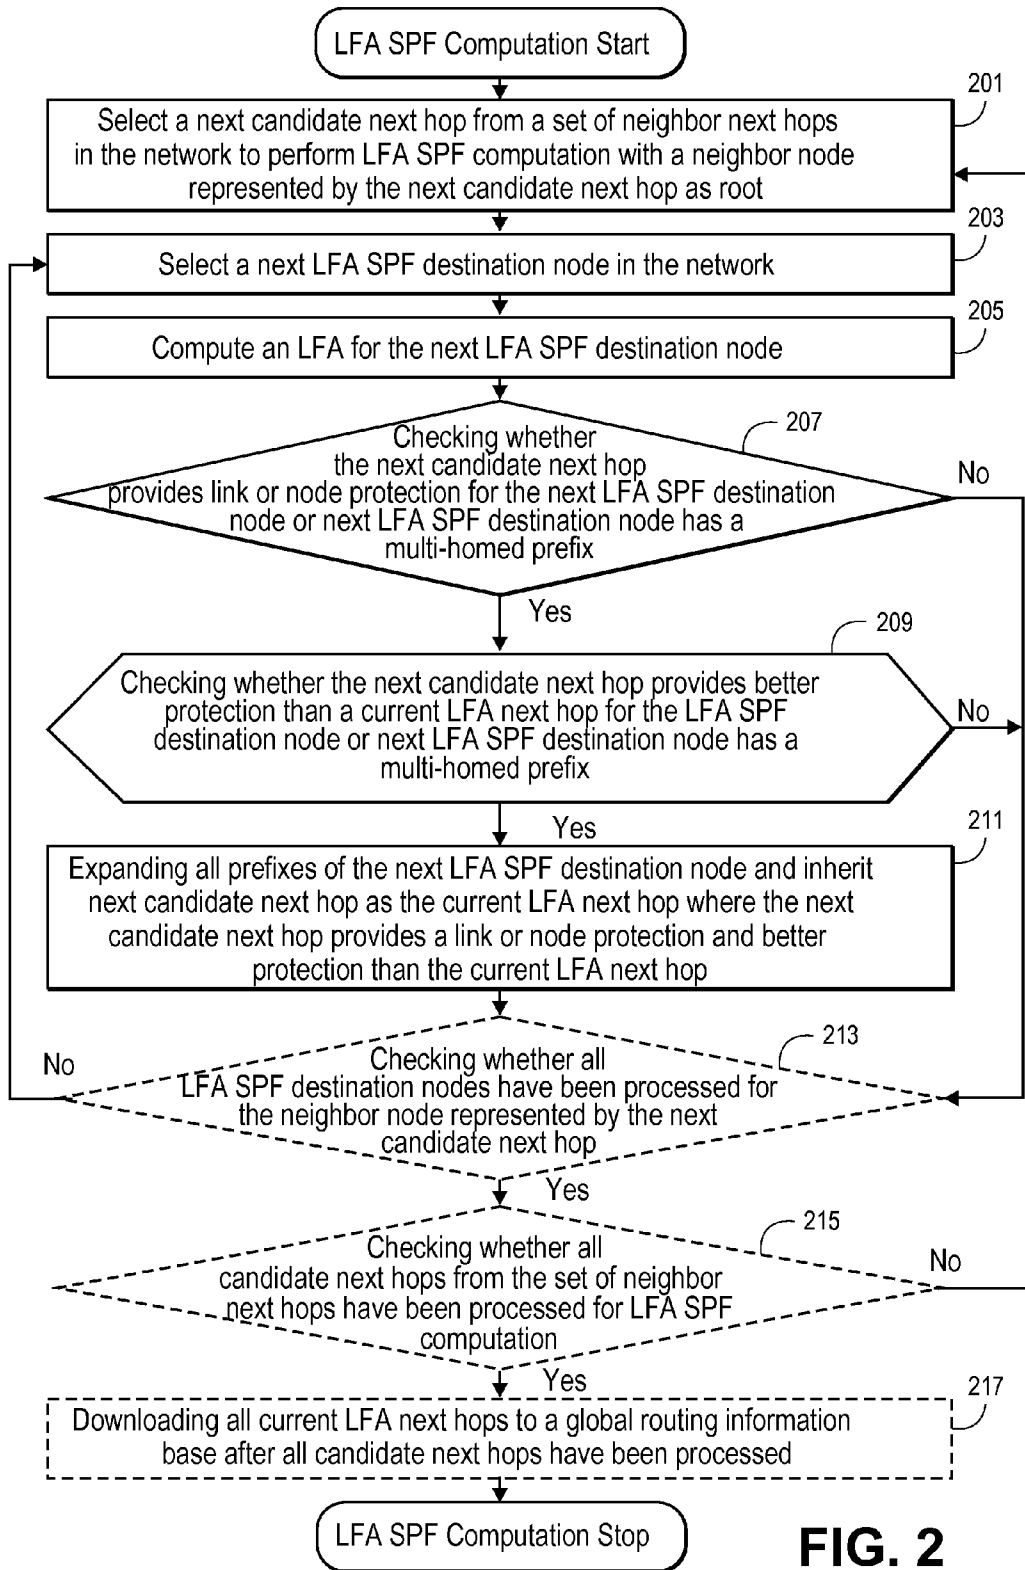 LFA SPF Computation Start
201
Select a next candidate next hop from a set of neighbor next hops
in the network to perform LFA SPF computation with a neighbor node
represented by the next candidate next hop as root
203
Select a next LFA SPF destination node in the network
205
Compute an LFA for the next LFA SPF destination node
207
Checking whether
the next candidate next hop
provides link or node protection for the next LFA SPF destination
node or next LFA SPF destination node has a
multi-homed prefix
No
Yes
209
Checking whether the next candidate next hop provides better
protection than a current LFA next hop for the LFA SPF
destination node or next LFA SPF destination node has a
multi-homed prefix
No
Yes
211
Expanding all prefixes of the next LFA SPF destination node and inherit
next candidate next hop as the current LFA next hop where the next
candidate next hop provides a link or node protection and better
protection than the current LFA next hop
213
No
Checking whether all
LFA SPF destination nodes have been processed for
the neighbor node represented by the next
candidate next hop
Yes
215
Checking whether all
candidate next hops from the set of neighbor
next hops have been processed for LFA SPF
computation
No
Yes
217
Downloading all current LFA next hops to a global routing information
base after all candidate next hops have been processed
LFA SPF Computation Stop
FIG. 2